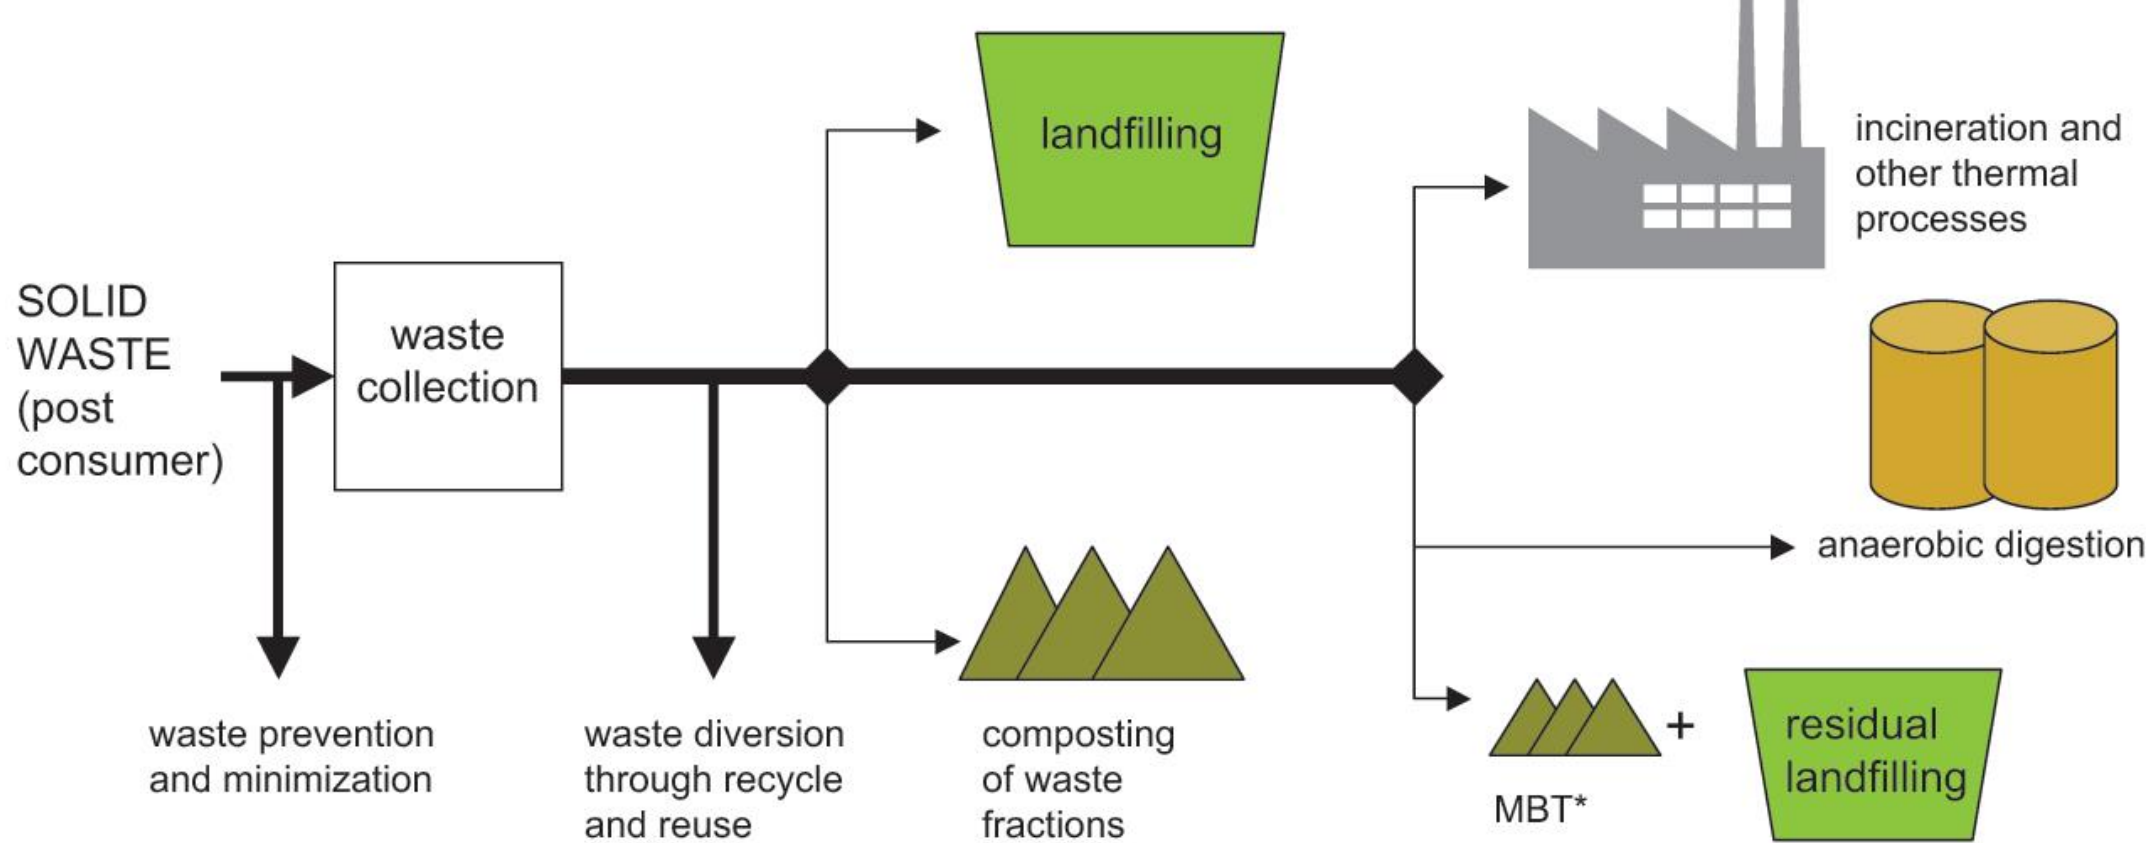 SOLID
WASTE
(post
consumer)
waste
collection
waste prevention
and minimization
waste diversion
through recycle
and reuse
landfilling
composting
of waste
fractions
incineration and
other thermal
processes
anaerobic digestion
MBT*
+
residual
landfilling